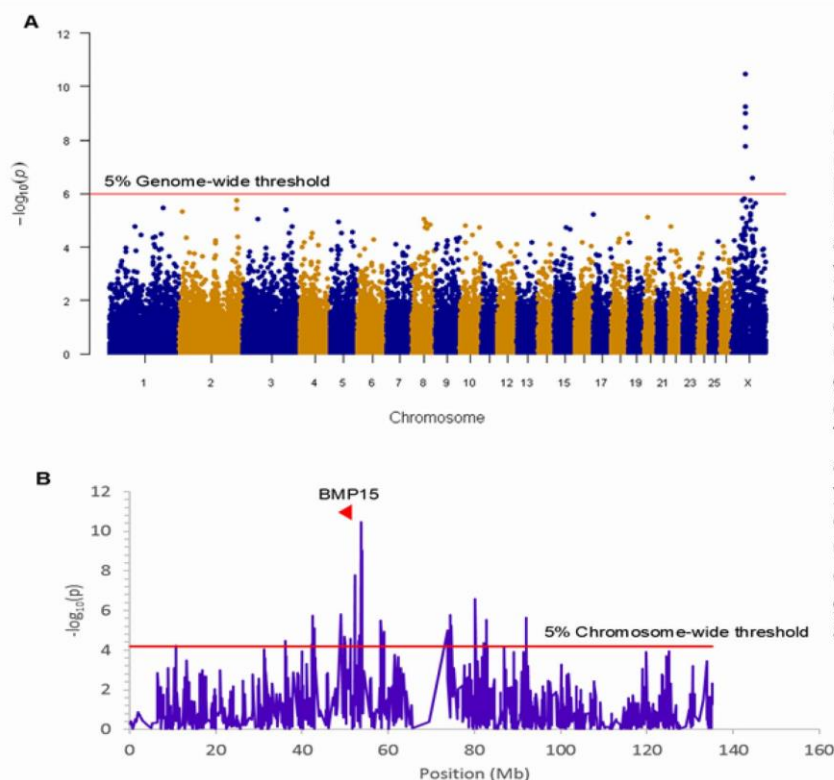 A
12
10
8
6
4
2
0
-log10(p)
5% Genome-wide threshold
1 2 3 4 5 6 7 8 9 10 12 13 15 17 19 21 23 25 X
Chromosome
B
12
10
8
6
4
2
0
-log10(p)
BMP15
5% Chromosome-wide threshold
0 20 40 60 80 100 120 140 160
Position (Mb)